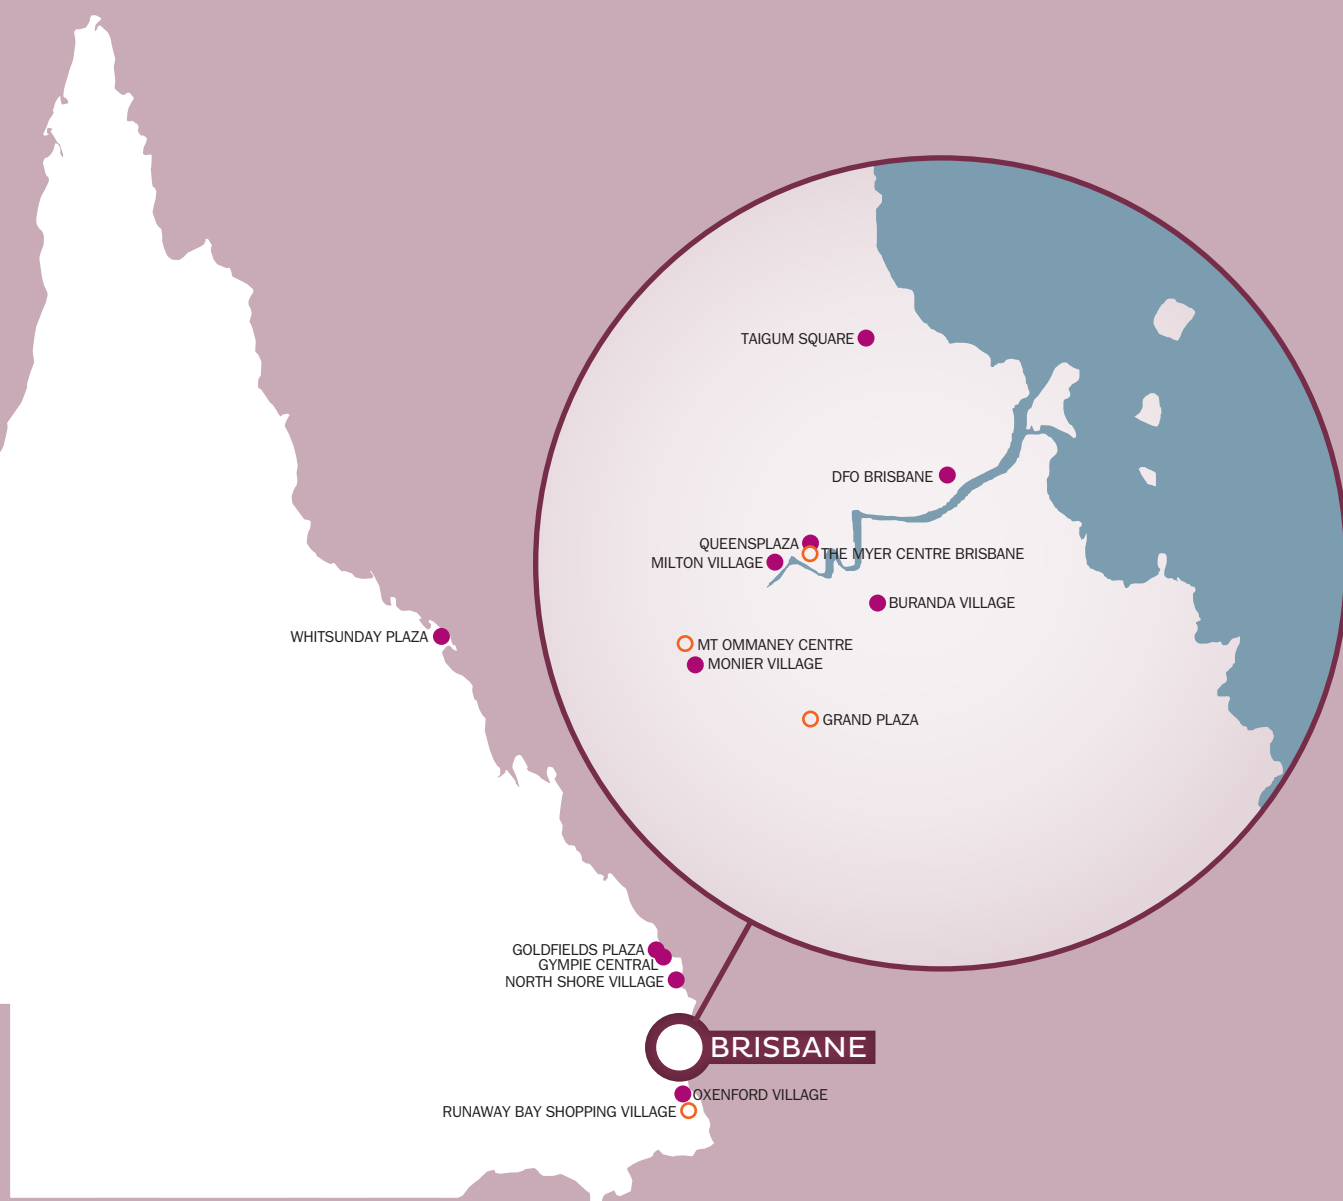 TAIGUM SQUARE
DFO BRISBANE
QUEENSPLAZA
THE MYER CENTRE BRISBANE
MILTON VILLAGE
BURANDA VILLAGE
WHITSUNDAY PLAZA
MT OMMANEY CENTRE
MONIER VILLAGE
GRAND PLAZA
GOLDFIELDS PLAZA
GYMPIE CENTRAL
NORTH SHORE VILLAGE
BRISBANE
OXENFORD VILLAGE
RUNAWAY BAY SHOPPING VILLAGE